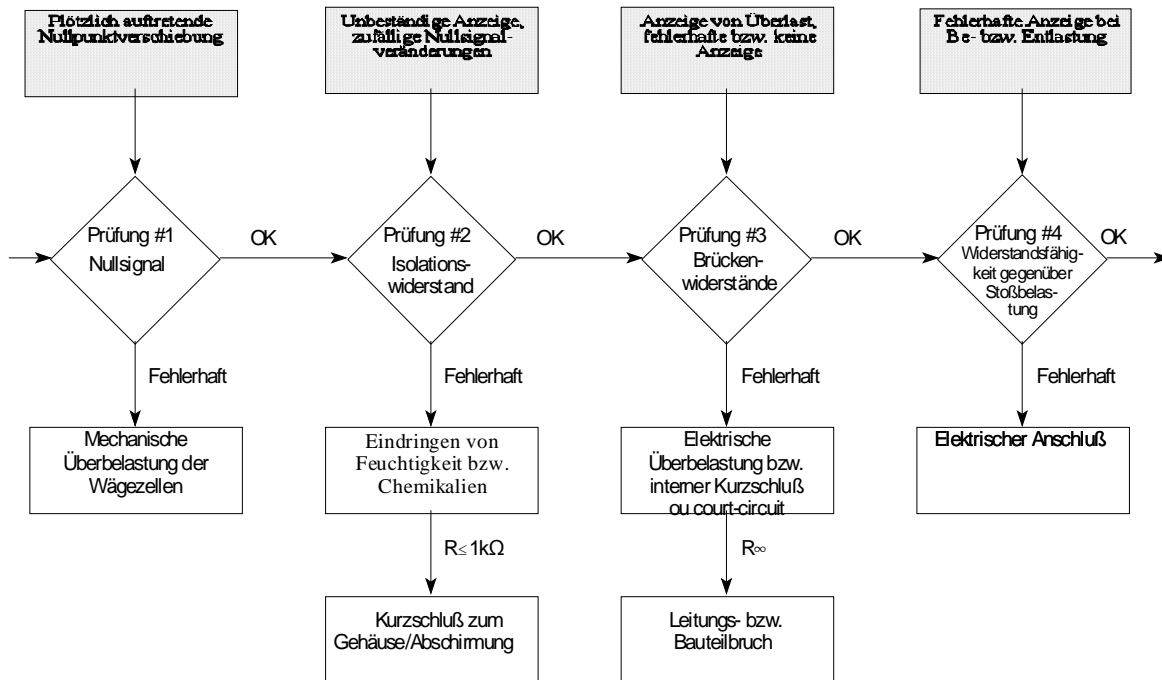 Plötzlich auftretende
Nullpunktverschiebung
Unbeständige Anzeige,
zufällige Nullsignal-
veränderungen
Anzeige von Überlast,
fehlerhafte bzw. keine
Anzeige
Fehlerhafte Anzeige bei
Be- bzw. Entlastung
Prüfung #1
Nullsignal
OK
Prüfung #2
Isolations-
widerstand
OK
Prüfung #3
Brücken-
widerstände
OK
Prüfung #4
Widerstandsfähig-
keit gegenüber
Stoßbelas-
tung
OK
Fehlerhaft
Fehlerhaft
Fehlerhaft
Fehlerhaft
Mechanische
Überbelastung der
Wägezellen
Eindringen von
Feuchtigkeit bzw.
Chemikalien
Elektrische
Überbelastung bzw.
interner Kurzschluß
ou court-circuit
Elektrischer Anschluß
R≤1kΩ
R∞
Kurzschluß zum
Gehäuse/Abschirmung
Leitungs- bzw.
Bauteilbruch